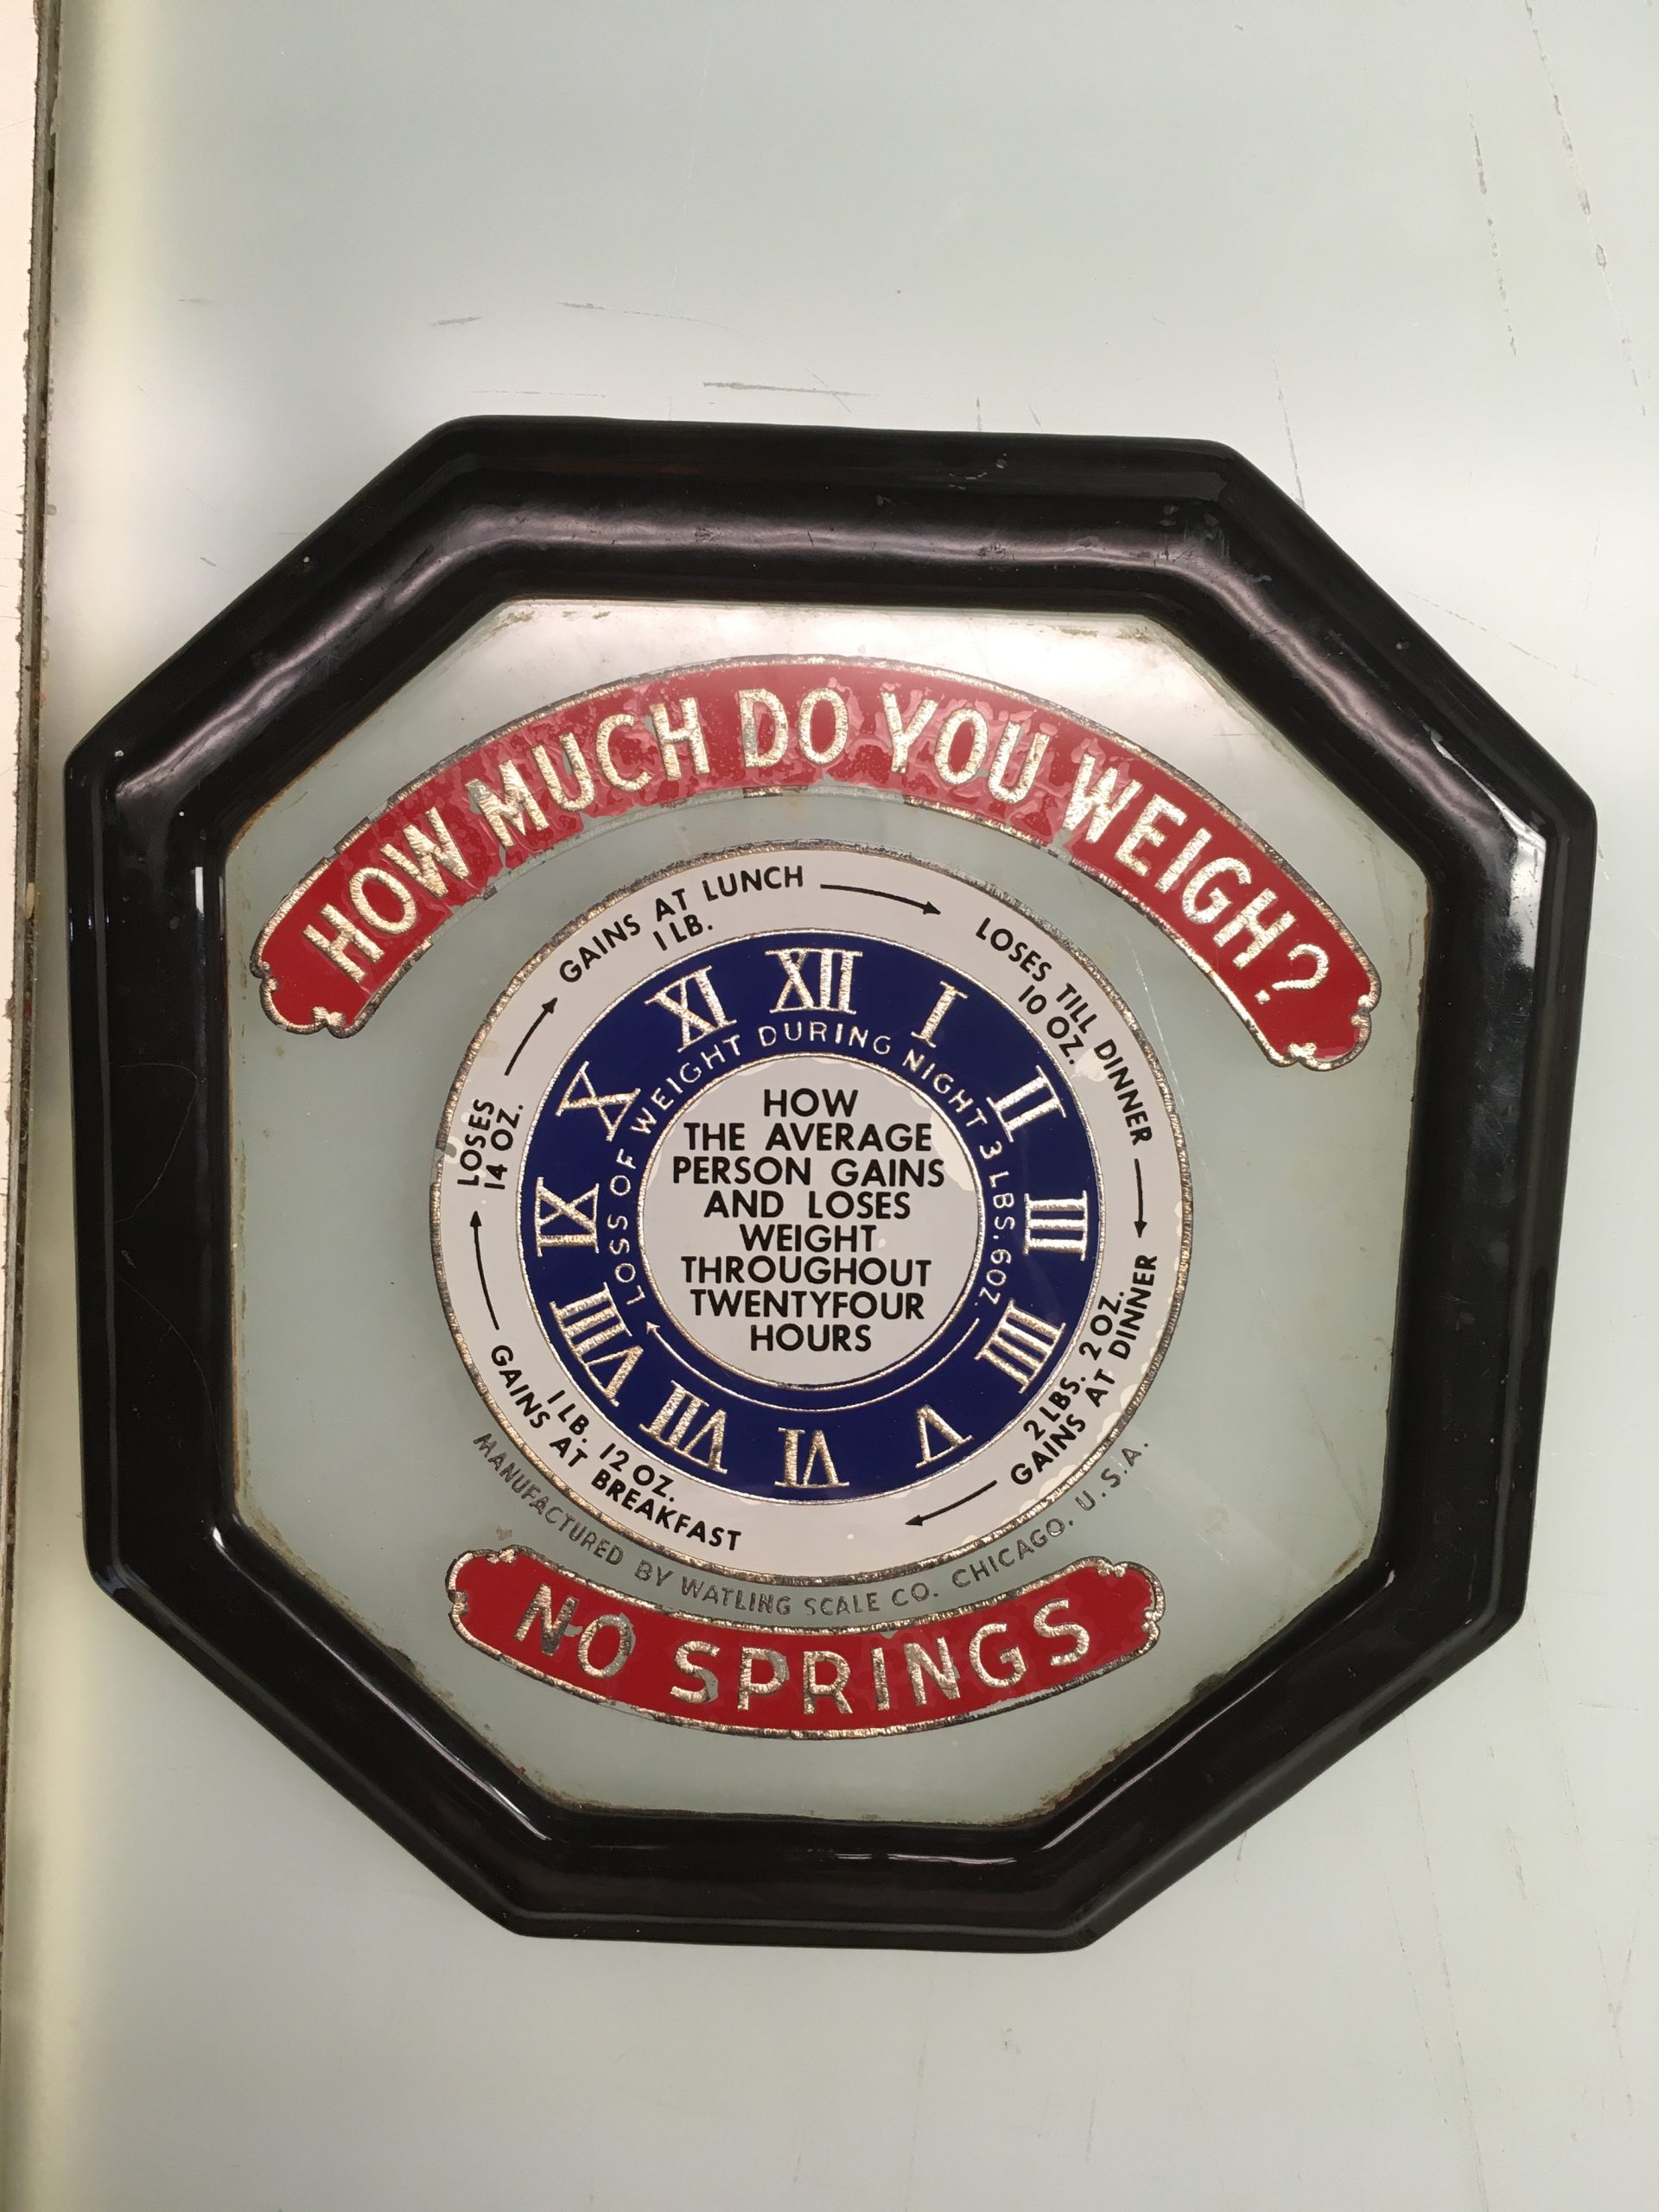 HOW MUCH DO YOU WEIGH?
GAINS AT LUNCH
1 LB.
LOSES TILL DINNER
10 OZ.
2 LBS. 2 OZ.
GAINS AT DINNER
1 LB. 12 OZ.
GAINS AT BREAKFAST
LOSES
14 OZ.
XII
I
II
III
IIII
V
VI
VII
VIII
IX
X
XI
LOSS OF WEIGHT DURING NIGHT 3 LBS. 6 OZ.
HOW
THE AVERAGE
PERSON GAINS
AND LOSES
WEIGHT
THROUGHOUT
TWENTYFOUR
HOURS
MANUFACTURED BY WATLING SCALE CO. CHICAGO. U.S.A.
NO SPRINGS